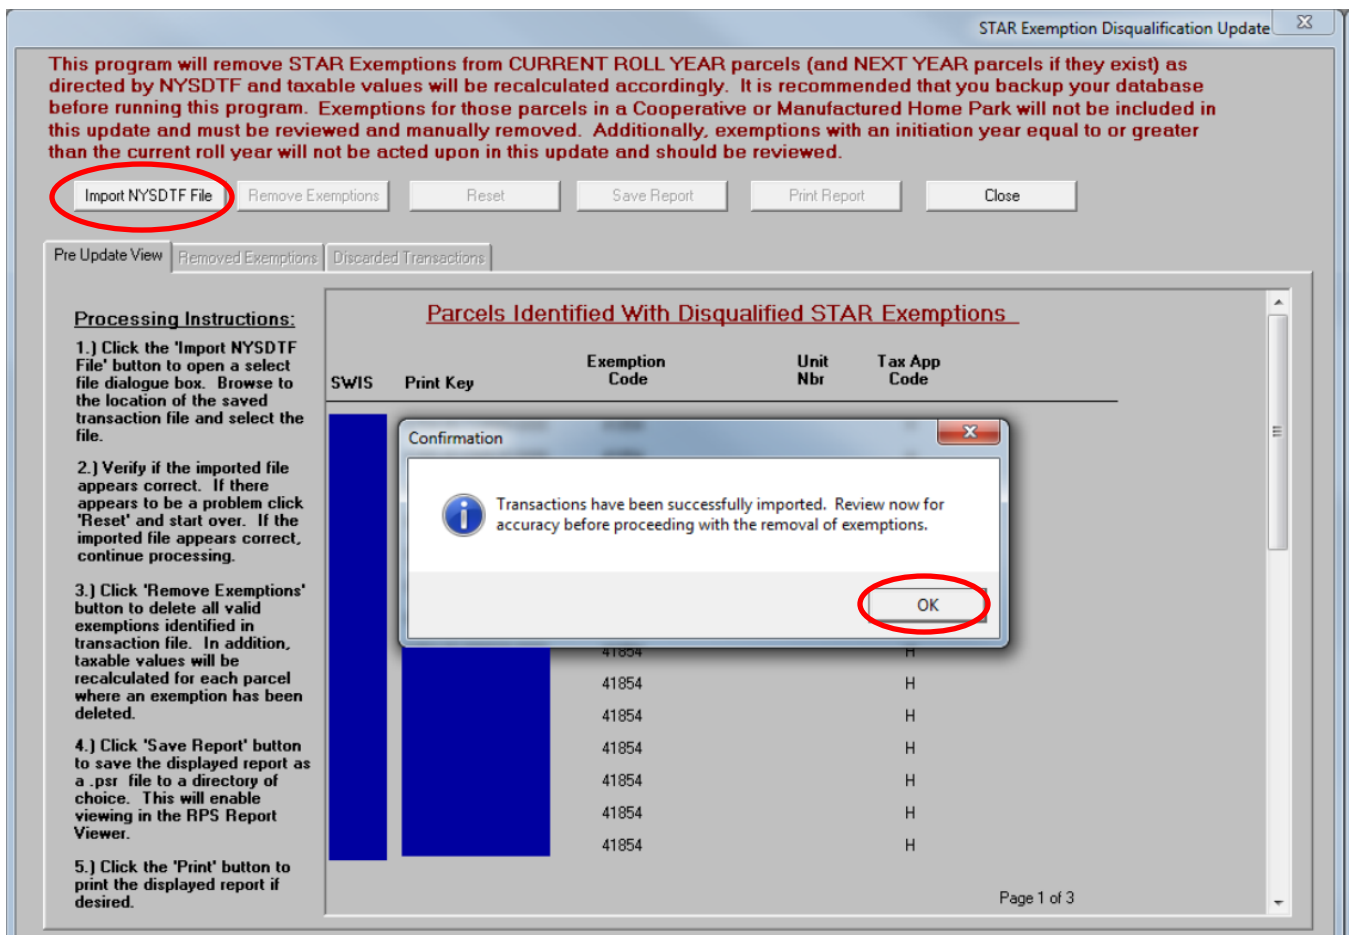 STAR Exemption Disqualification Update
This program will remove STAR Exemptions from CURRENT ROLL YEAR parcels (and NEXT YEAR parcels if they exist) as
directed by NYSDTF and taxable values will be recalculated accordingly.  It is recommended that you backup your database
before running this program.  Exemptions for those parcels in a Cooperative or Manufactured Home Park will not be included in
this update and must be reviewed and manually removed.  Additionally, exemptions with an initiation year equal to or greater
than the current roll year will not be acted upon in this update and should be reviewed.
Import NYSDTF File Remove Exemptions Reset Save Report Print Report Close
Pre Update View Removed Exemptions Discarded Transactions
Processing Instructions:
1.) Click the 'Import NYSDTF
File' button to open a select
file dialogue box.  Browse to
the location of the saved
transaction file and select the
file.
2.) Verify if the imported file
appears correct.  If there
appears to be a problem click
'Reset' and start over.  If the
imported file appears correct,
continue processing.
3.) Click 'Remove Exemptions'
button to delete all valid
exemptions identified in
transaction file.  In addition,
taxable values will be
recalculated for each parcel
where an exemption has been
deleted.
4.) Click 'Save Report' button
to save the displayed report as
a .psr  file to a directory of
choice.  This will enable
viewing in the RPS Report
Viewer.
5.) Click the 'Print' button to
print the displayed report if
desired.
Parcels Identified With Disqualified STAR Exemptions
SWIS Print Key Exemption Code Unit Nbr Tax App Code
Confirmation
Transactions have been successfully imported.  Review now for
accuracy before proceeding with the removal of exemptions.
OK
41854 H
41854 H
41854 H
41854 H
41854 H
41854 H
41854 H
Page 1 of 3